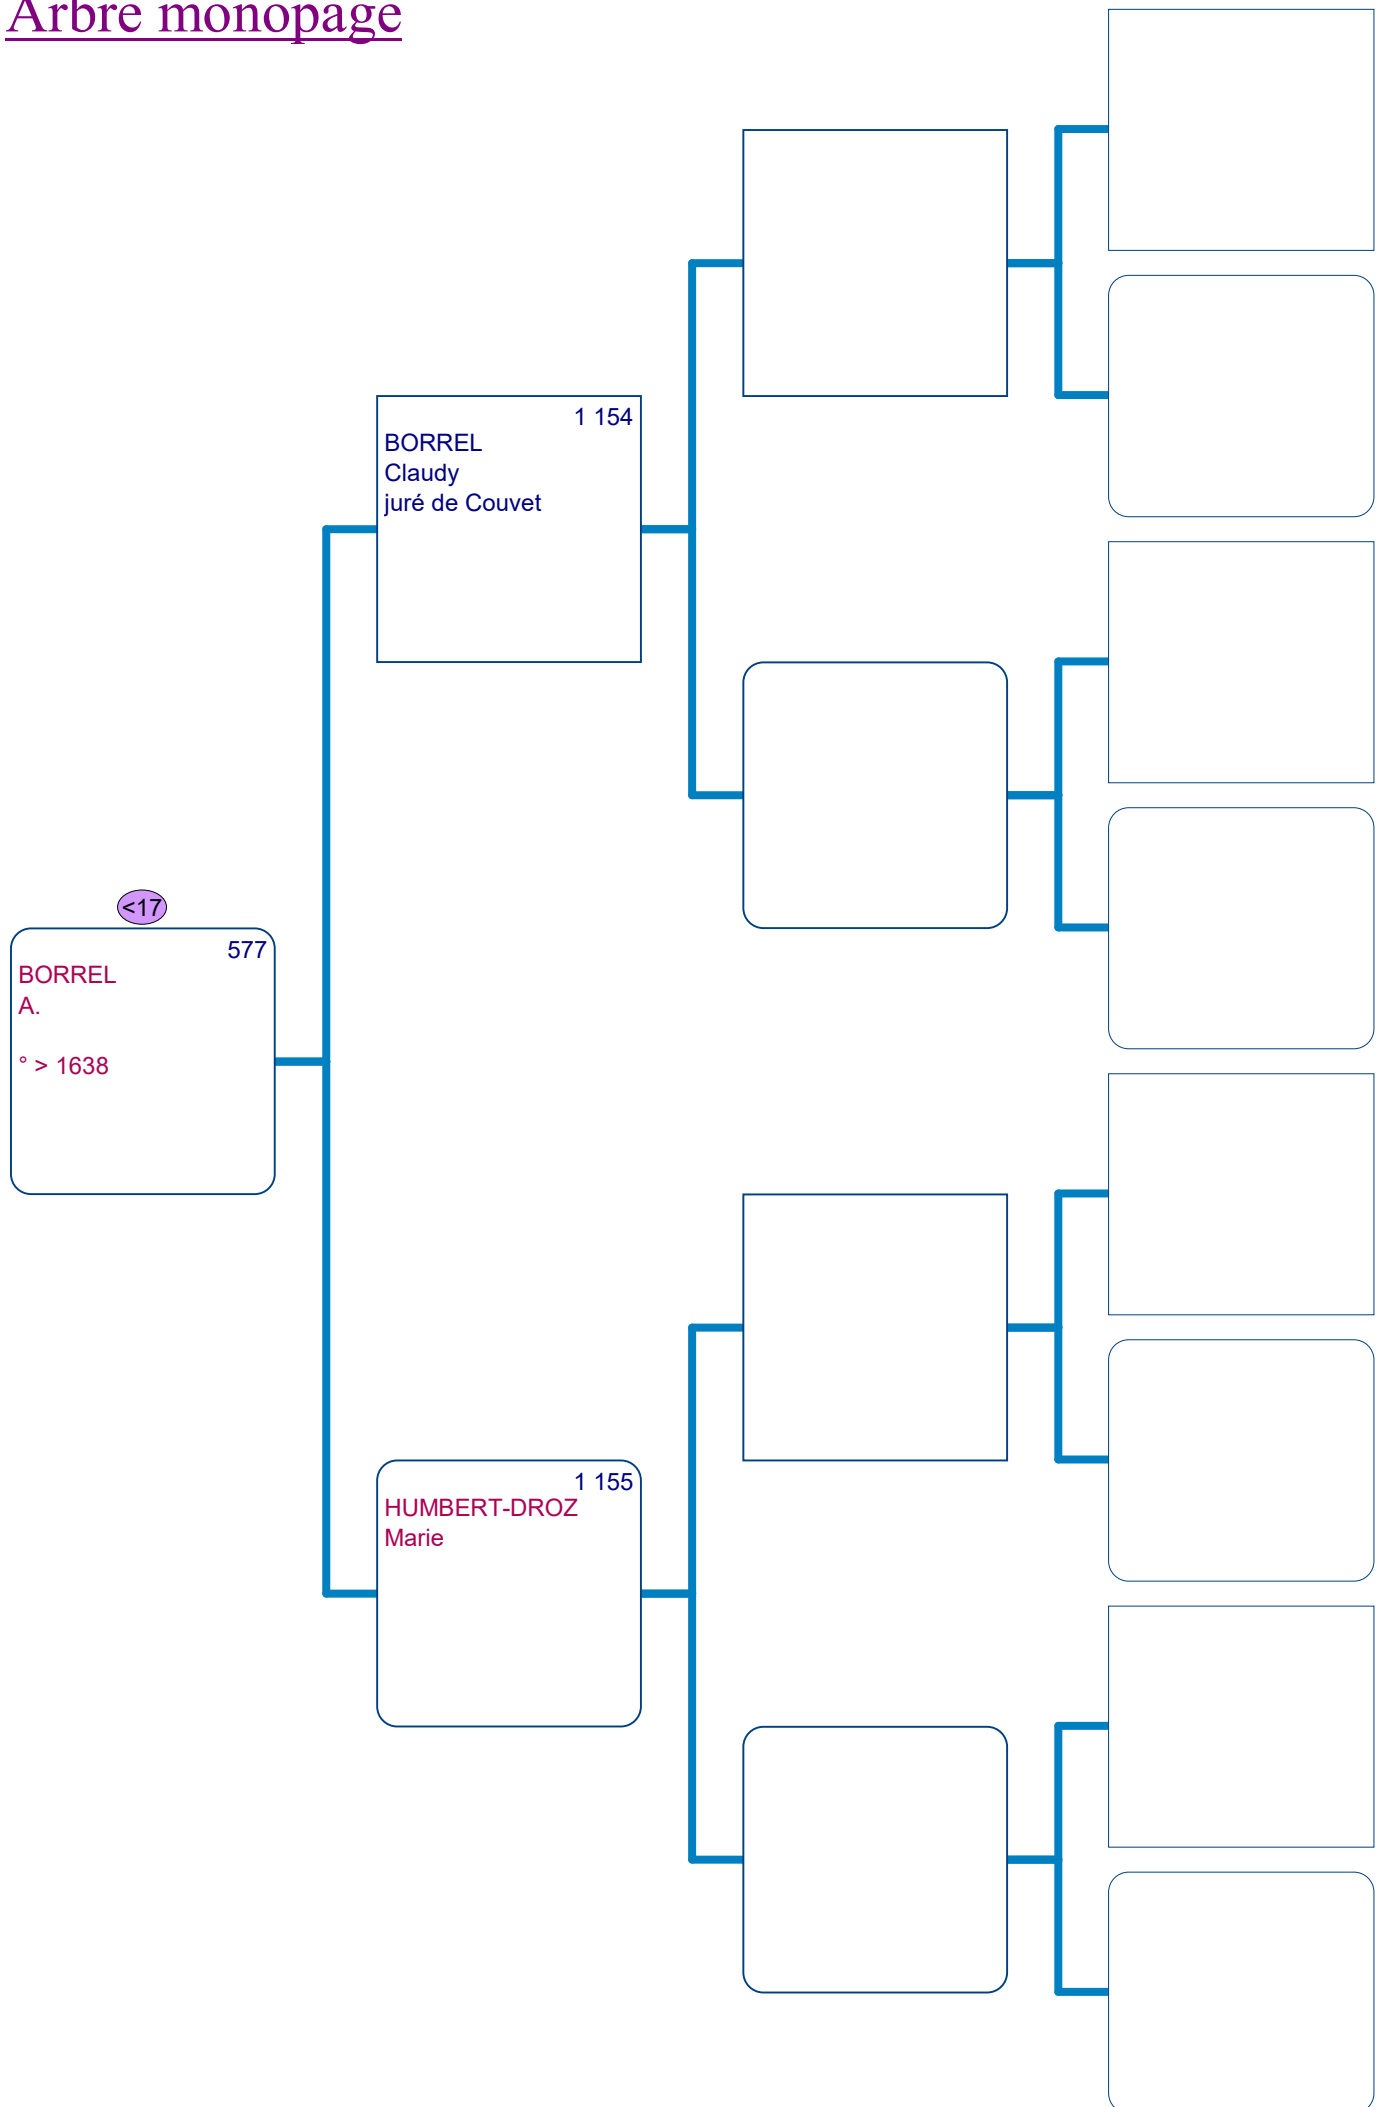 Arbre monopage
1 154
BORREL
Claudy
juré de Couvet
<17
577
BORREL
A.
° > 1638
1 155
HUMBERT-DROZ
Marie